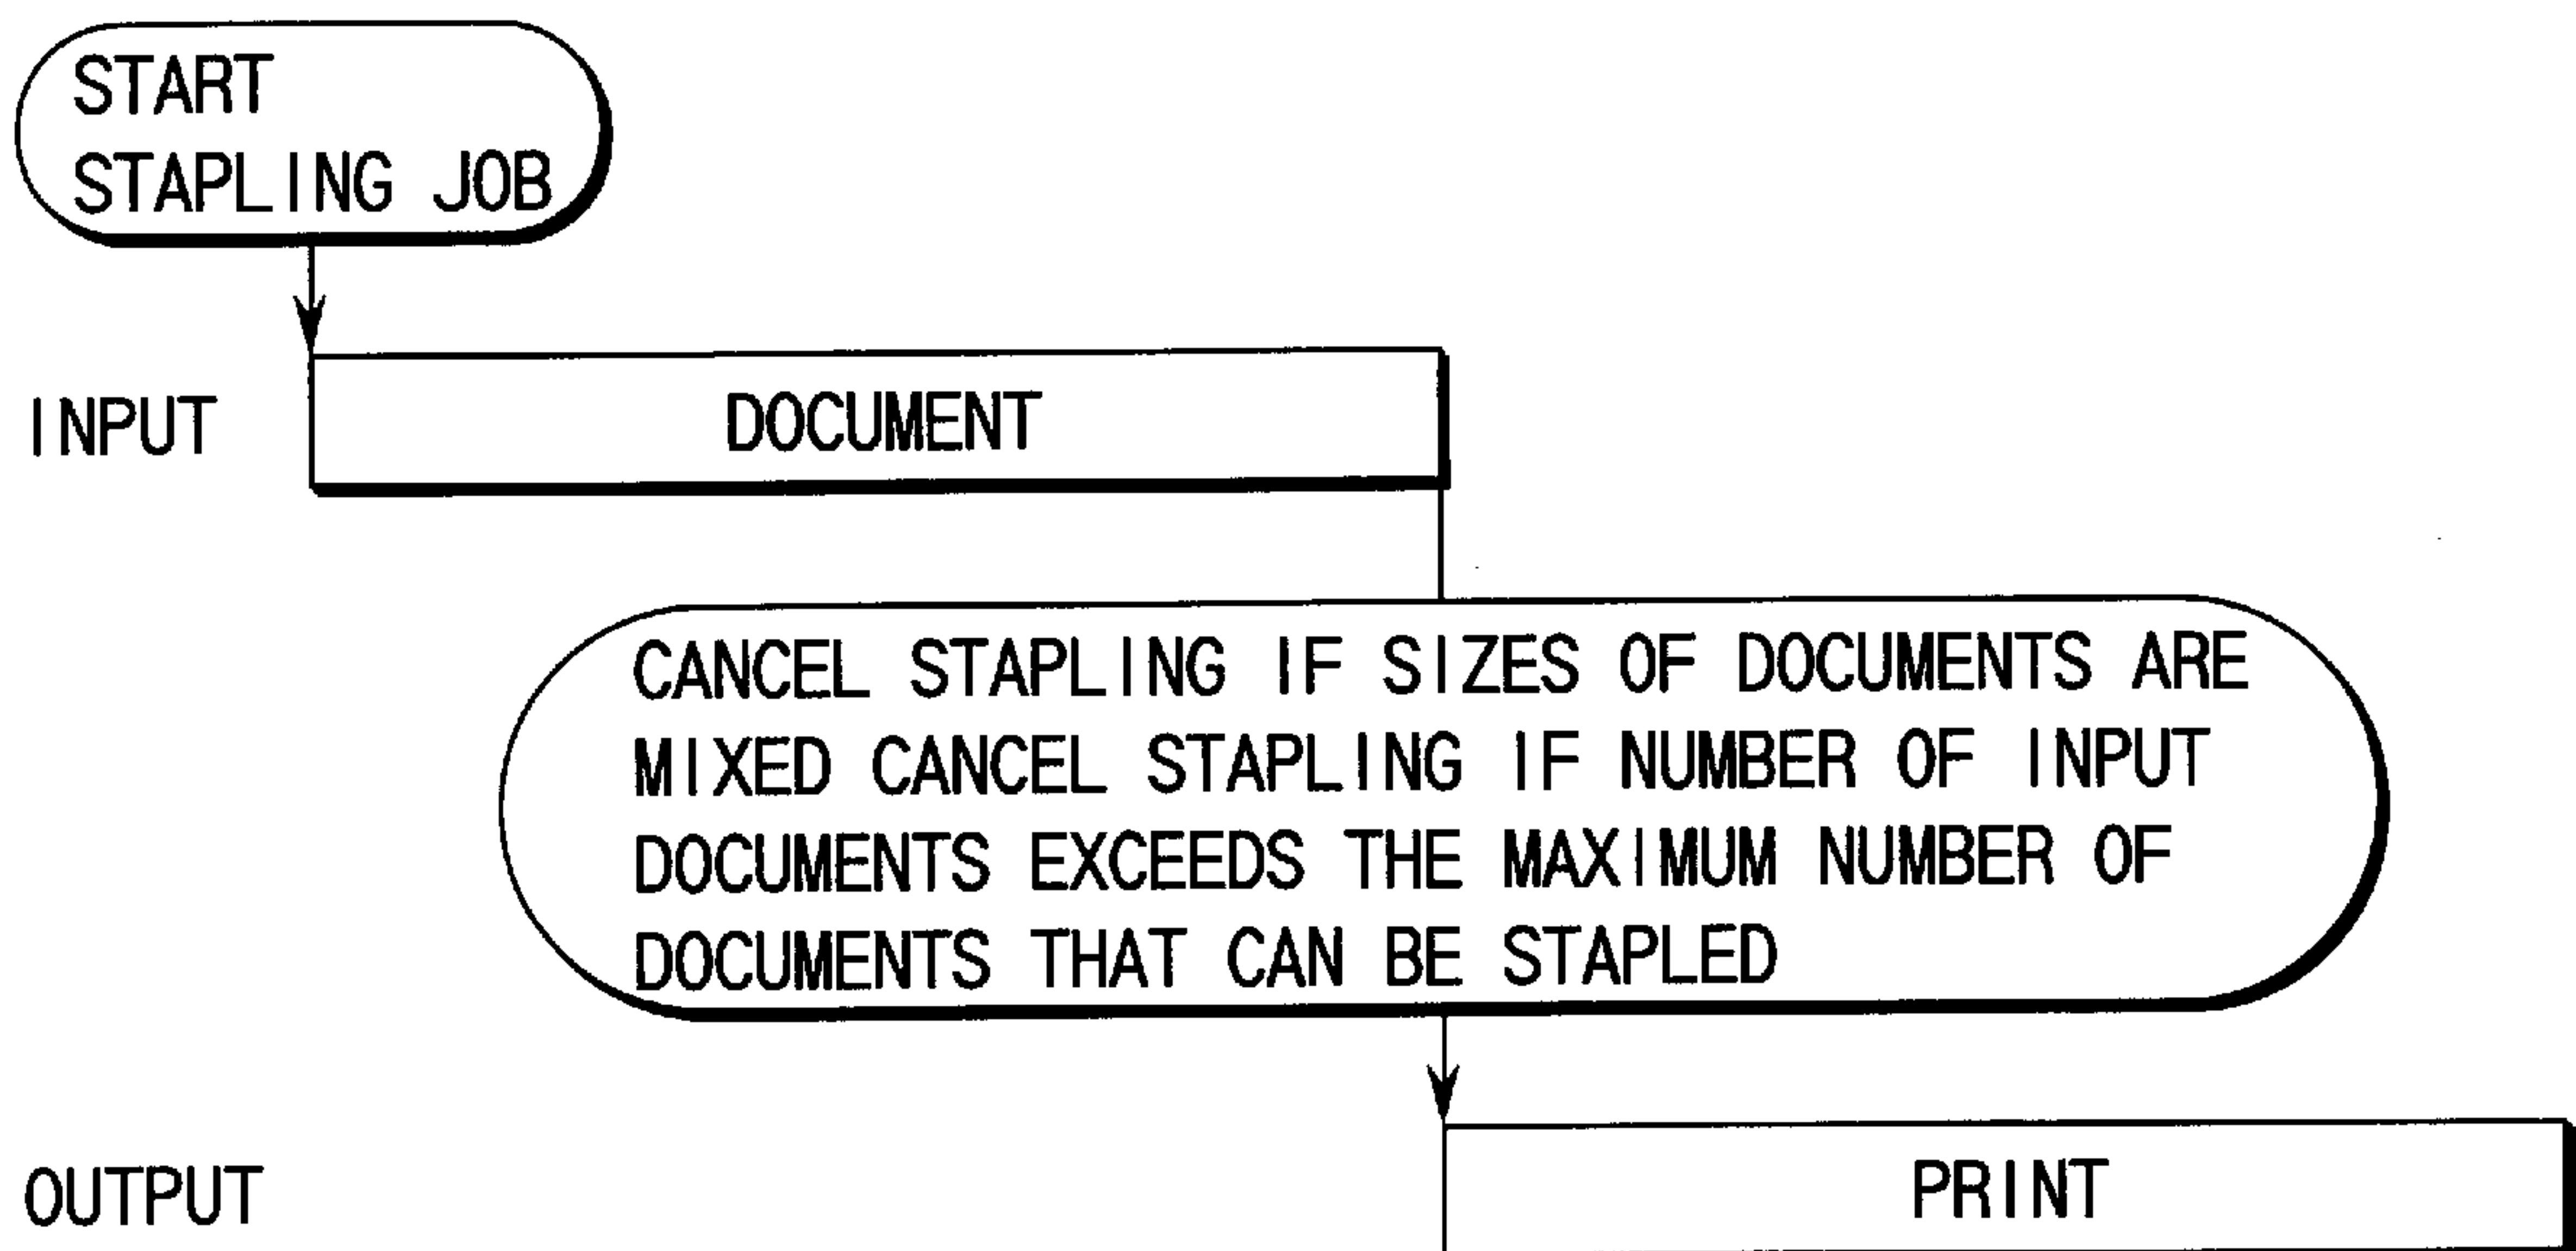 START
STAPLING JOB
INPUT
DOCUMENT
CANCEL STAPLING IF SIZES OF DOCUMENTS ARE
MIXED CANCEL STAPLING IF NUMBER OF INPUT
DOCUMENTS EXCEEDS THE MAXIMUM NUMBER OF
DOCUMENTS THAT CAN BE STAPLED
OUTPUT
PRINT